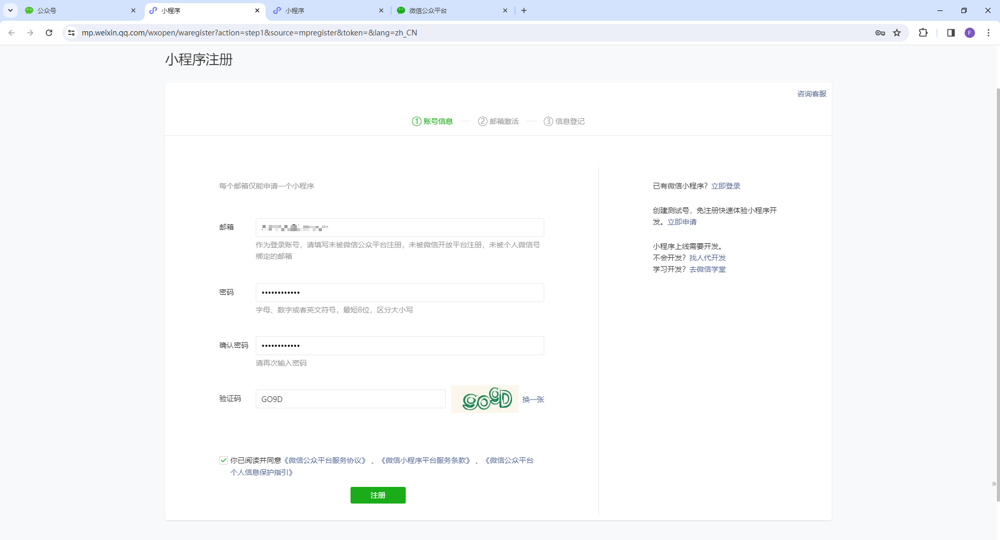 公众号
小程序
小程序
微信公众平台
mp.weixin.qq.com/wxopen/waregister?action=step1&source=mpregister&token=&lang=zh_CN
F
小程序注册
咨询客服
1 账号信息
2 邮箱激活
3 信息登记
每个邮箱仅能申请一个小程序
邮箱
作为登录账号，请填写未被微信公众平台注册，未被微信开放平台注册，未被个人微信号
绑定的邮箱
密码
••••••••••••
字母、数字或者英文符号，最短8位，区分大小写
确认密码
••••••••••••
请再次输入密码
验证码
GO9D
go9D
换一张
你已阅读并同意《微信公众平台服务协议》、《微信小程序平台服务条款》、《微信公众平台
个人信息保护指引》
注册
已有微信小程序？立即登录
创建测试号，免注册快速体验小程序开
发。立即申请
小程序上线需要开发。
不会开发？找人代开发
学习开发？去微信学堂